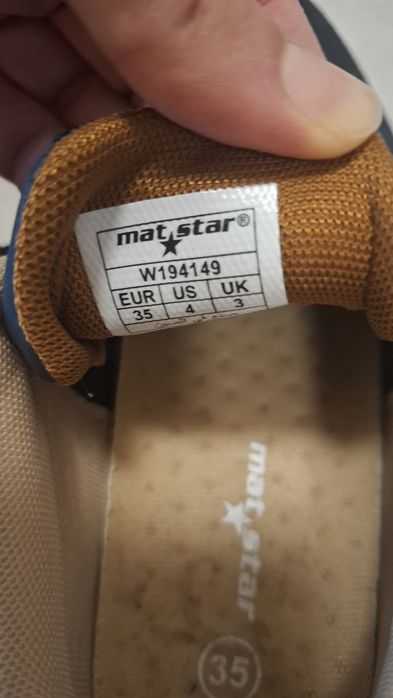 mat star®
W194149
EUR US UK
35 4 3
mat star
35